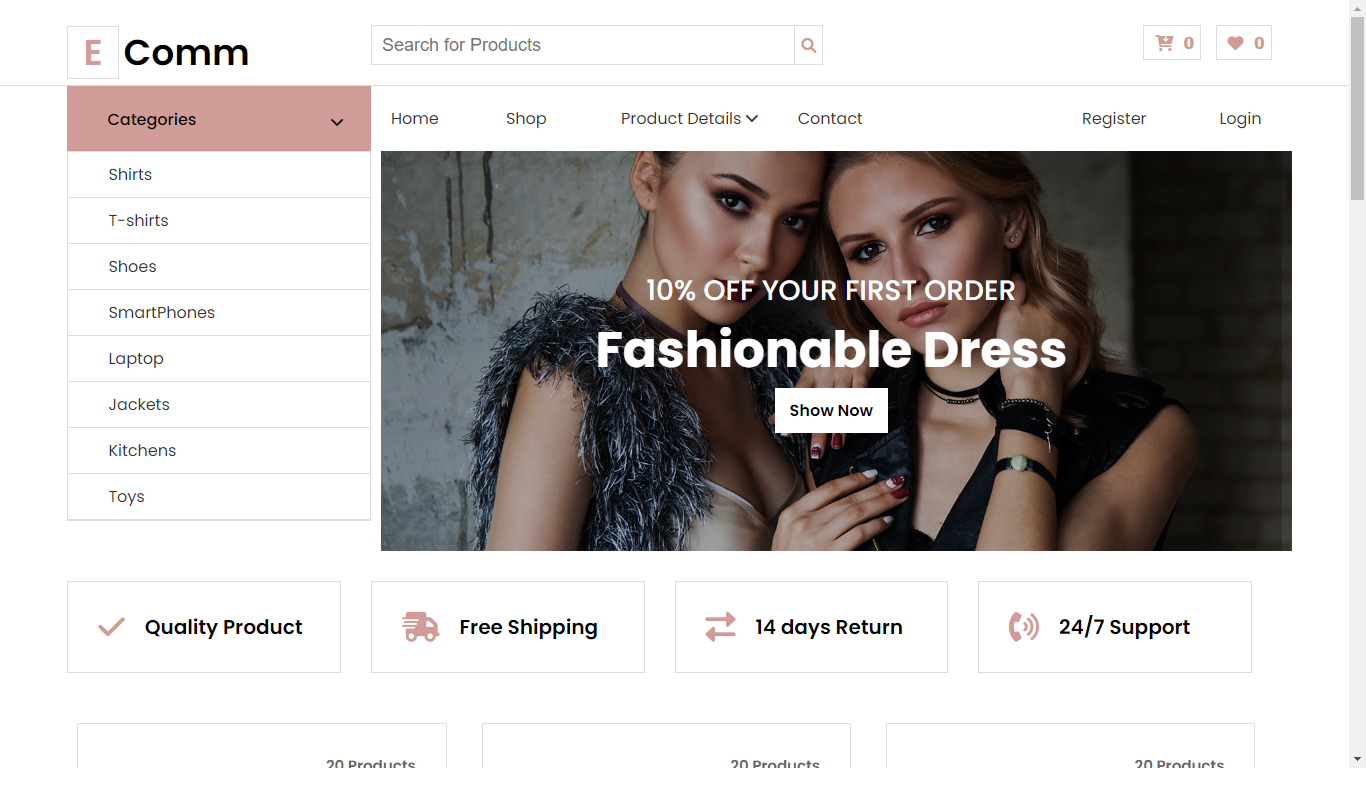 E Comm
Search for Products
0
0
Categories
Home
Shop
Product Details
Contact
Register
Login
Shirts
T-shirts
Shoes
SmartPhones
Laptop
Jackets
Kitchens
Toys
10% OFF YOUR FIRST ORDER
Fashionable Dress
Show Now
Quality Product
Free Shipping
14 days Return
24/7 Support
20 Products
20 Products
20 Products